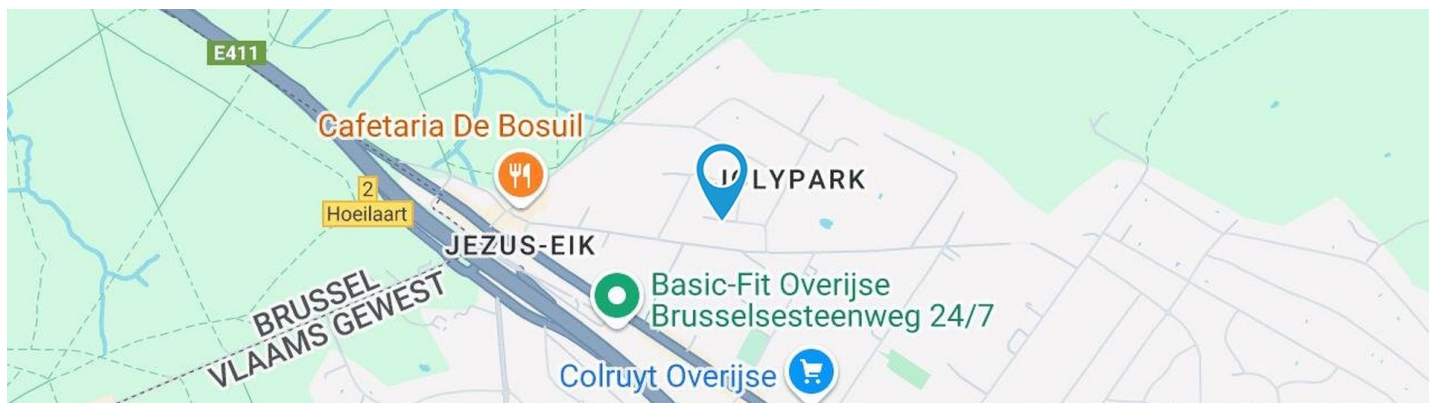 E411
Cafetaria De Bosuil
2
Hoeilaart
JOLYPARK
JEZUS-EIK
BRUSSEL
VLAAMS GEWEST
Basic-Fit Overijse
Brusselsesteenweg 24/7
Colruyt Overijse